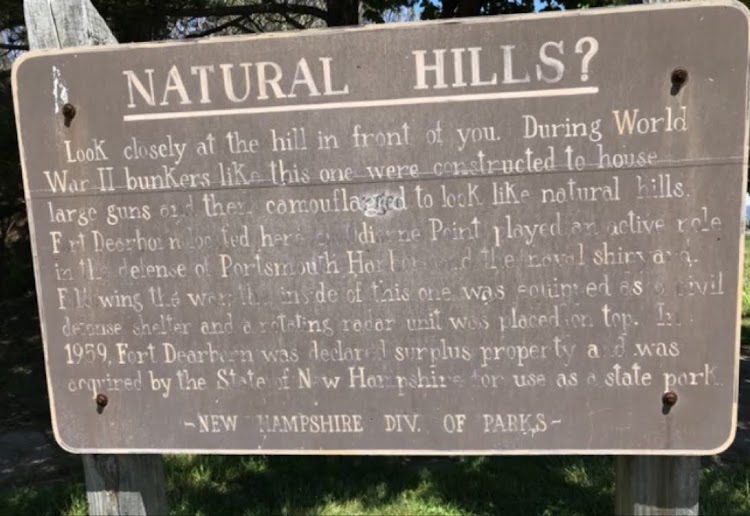 NATURAL HILLS?
Look closely at the hill in front of you. During World
War II bunkers like this one were constructed to house
large guns and then camouflaged to look like natural hills.
Fort Dearborn located here at Odiorne Point played an active role
in the defense of Portsmouth Harbor and the naval shipyard.
Following the war the inside of this one was equipped as a civil
defense shelter and a rotating radar unit was placed on top. In
1959, Fort Dearborn was declared surplus property and was
acquired by the State of New Hampshire for use as a state park.
~NEW HAMPSHIRE DIV. OF PARKS~